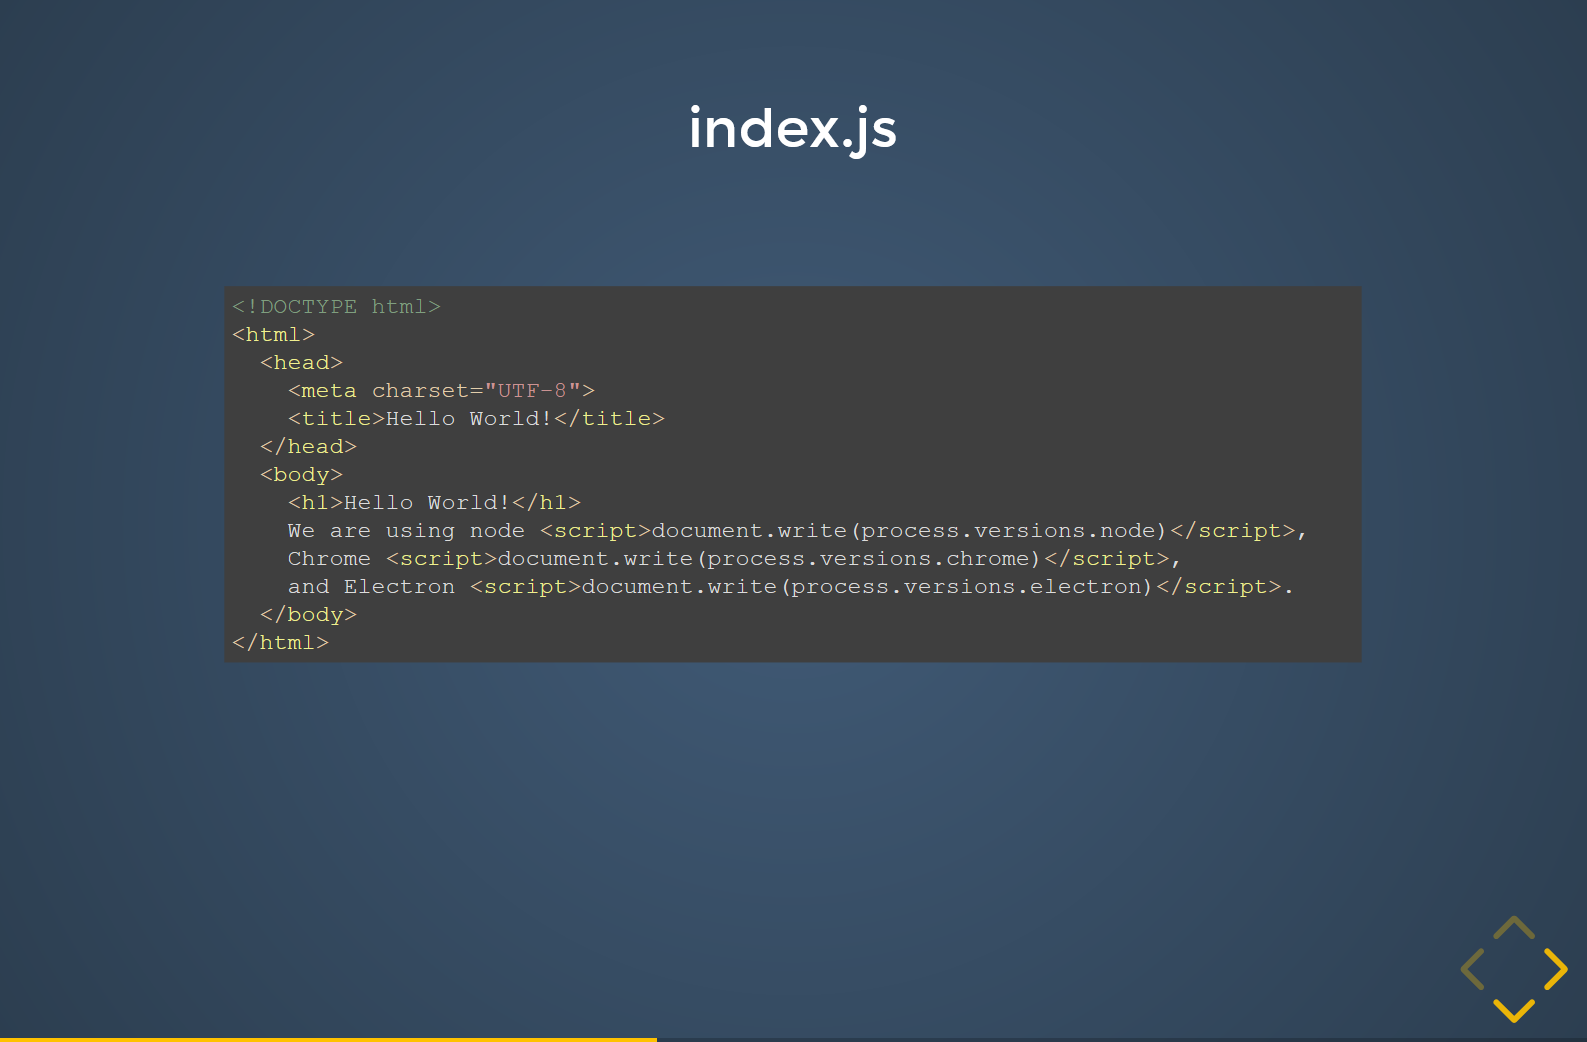 index.js
<!DOCTYPE html>
<html>
  <head>
    <meta charset="UTF-8">
    <title>Hello World!</title>
  </head>
  <body>
    <h1>Hello World!</h1>
    We are using node <script>document.write(process.versions.node)</script>,
    Chrome <script>document.write(process.versions.chrome)</script>,
    and Electron <script>document.write(process.versions.electron)</script>.
  </body>
</html>